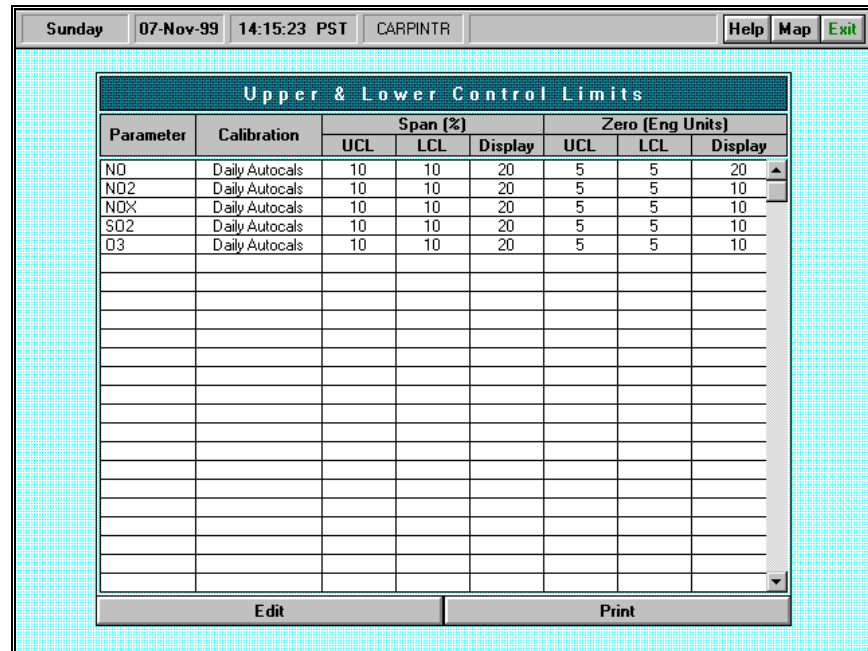 Sunday 07-Nov-99 14:15:23 PST CARPINTR Help Map Exit
Upper & Lower Control Limits
Parameter Calibration Span (%) Zero (Eng Units)
UCL LCL Display UCL LCL Display
NO Daily Autocals 10 10 20 5 5 20
NO2 Daily Autocals 10 10 20 5 5 10
NOX Daily Autocals 10 10 20 5 5 10
SO2 Daily Autocals 10 10 20 5 5 10
O3 Daily Autocals 10 10 20 5 5 10
Edit Print